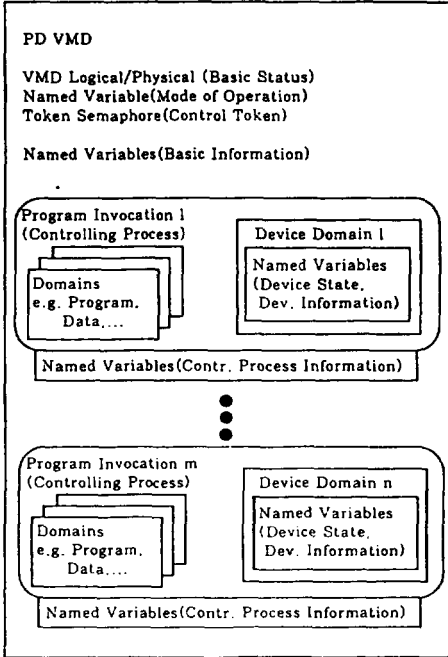 PD VMD
VMD Logical/Physical (Basic Status)
Named Variable(Mode of Operation)
Token Semaphore(Control Token)
Named Variables(Basic Information)
Program Invocation 1
(Controlling Process)
Domains
e.g. Program,
Data,...
Device Domain 1
Named Variables
(Device State,
Dev. Information)
Named Variables(Contr. Process Information)
Program Invocation m
(Controlling Process)
Domains
e.g. Program,
Data,...
Device Domain n
Named Variables
(Device State,
Dev. Information)
Named Variables(Contr. Process Information)